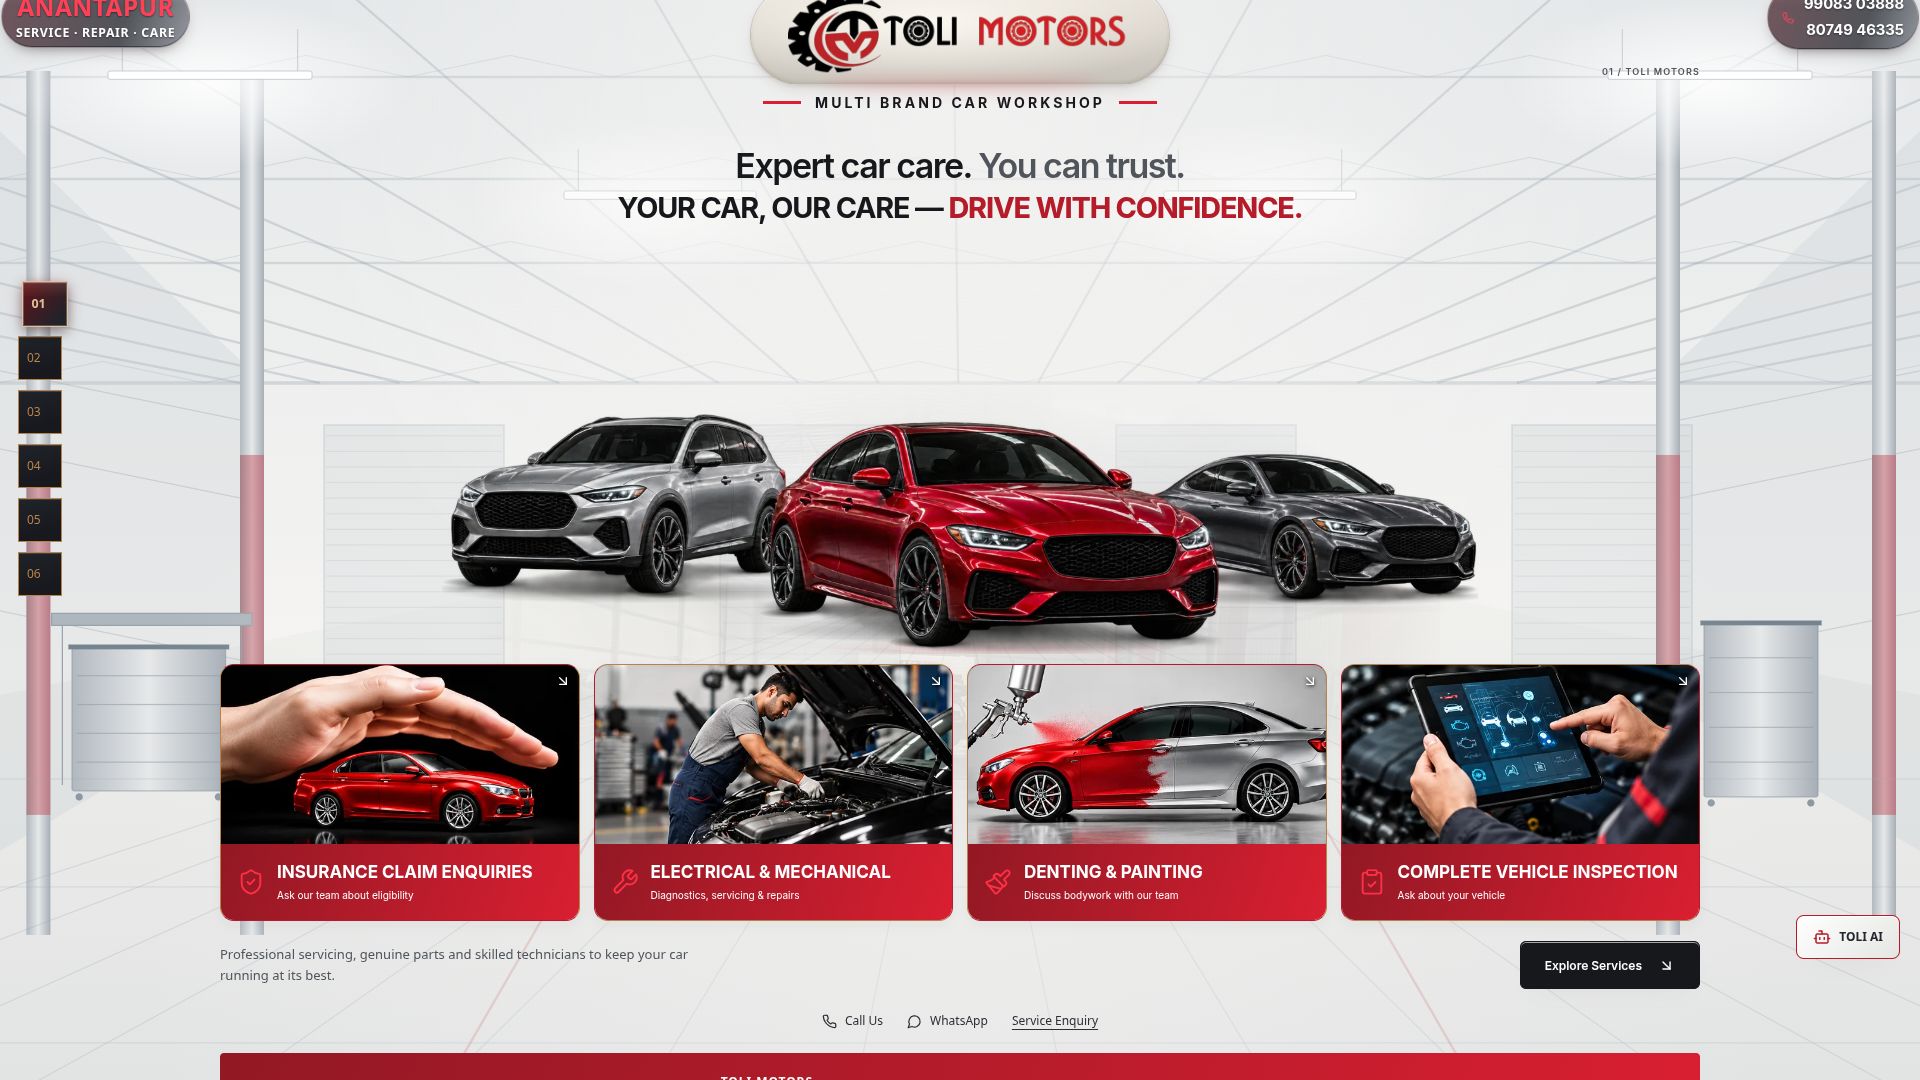 ANANTAPUR
SERVICE · REPAIR · CARE
TOLI MOTORS
99083 03888
80749 46335
01 / TOLI MOTORS
MULTI BRAND CAR WORKSHOP
Expert car care. You can trust.
YOUR CAR, OUR CARE — DRIVE WITH CONFIDENCE.
01
02
03
04
05
06
INSURANCE CLAIM ENQUIRIES
Ask our team about eligibility
ELECTRICAL & MECHANICAL
Diagnostics, servicing & repairs
DENTING & PAINTING
Discuss bodywork with our team
COMPLETE VEHICLE INSPECTION
Ask about your vehicle
TOLI AI
Professional servicing, genuine parts and skilled technicians to keep your car
running at its best.
Explore Services
Call Us
WhatsApp
Service Enquiry
TOLI MOTORS